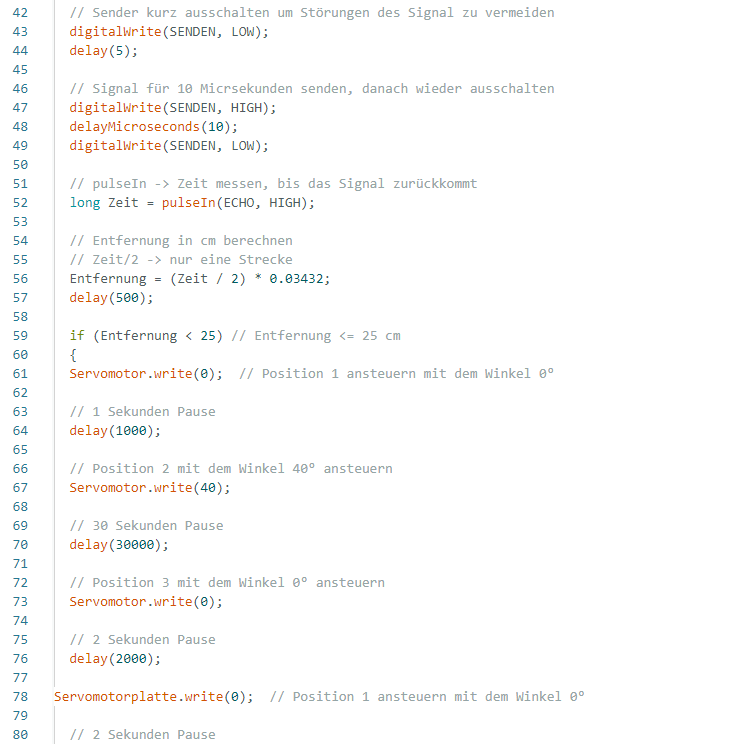 42 // Sender kurz ausschalten um Störungen des Signal zu vermeiden
43 digitalWrite(SENDEN, LOW);
44 delay(5);
45
46 // Signal für 10 Micrsekunden senden, danach wieder ausschalten
47 digitalWrite(SENDEN, HIGH);
48 delayMicroseconds(10);
49 digitalWrite(SENDEN, LOW);
50
51 // pulseIn -> Zeit messen, bis das Signal zurückkommt
52 long Zeit = pulseIn(ECHO, HIGH);
53
54 // Entfernung in cm berechnen
55 // Zeit/2 -> nur eine Strecke
56 Entfernung = (Zeit / 2) * 0.03432;
57 delay(500);
58
59 if (Entfernung < 25) // Entfernung <= 25 cm
60 {
61 Servomotor.write(0);  // Position 1 ansteuern mit dem Winkel 0°
62
63 // 1 Sekunden Pause
64 delay(1000);
65
66 // Position 2 mit dem Winkel 40° ansteuern
67 Servomotor.write(40);
68
69 // 30 Sekunden Pause
70 delay(30000);
71
72 // Position 3 mit dem Winkel 0° ansteuern
73 Servomotor.write(0);
74
75 // 2 Sekunden Pause
76 delay(2000);
77
78 Servomotorplatte.write(0);  // Position 1 ansteuern mit dem Winkel 0°
79
80 // 2 Sekunden Pause